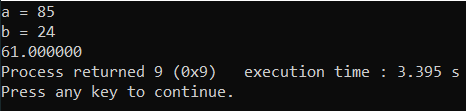 a = 85
b = 24
61.000000
Process returned 9 (0x9)   execution time : 3.395 s
Press any key to continue.